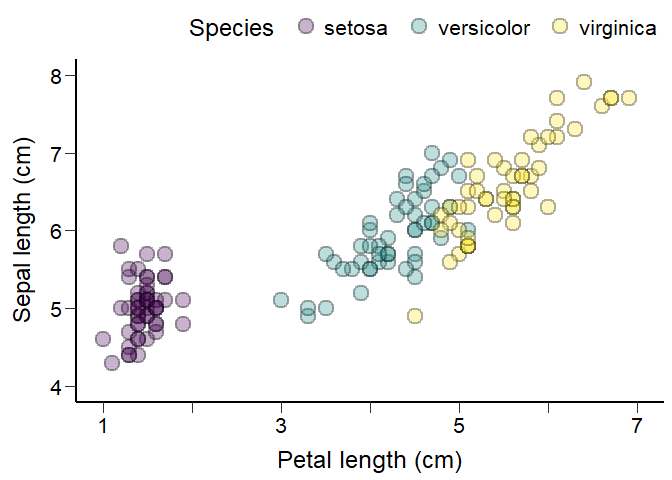 Species setosa versicolor virginica
8
7
6
5
4
Sepal length (cm)
1 3 5 7
Petal length (cm)